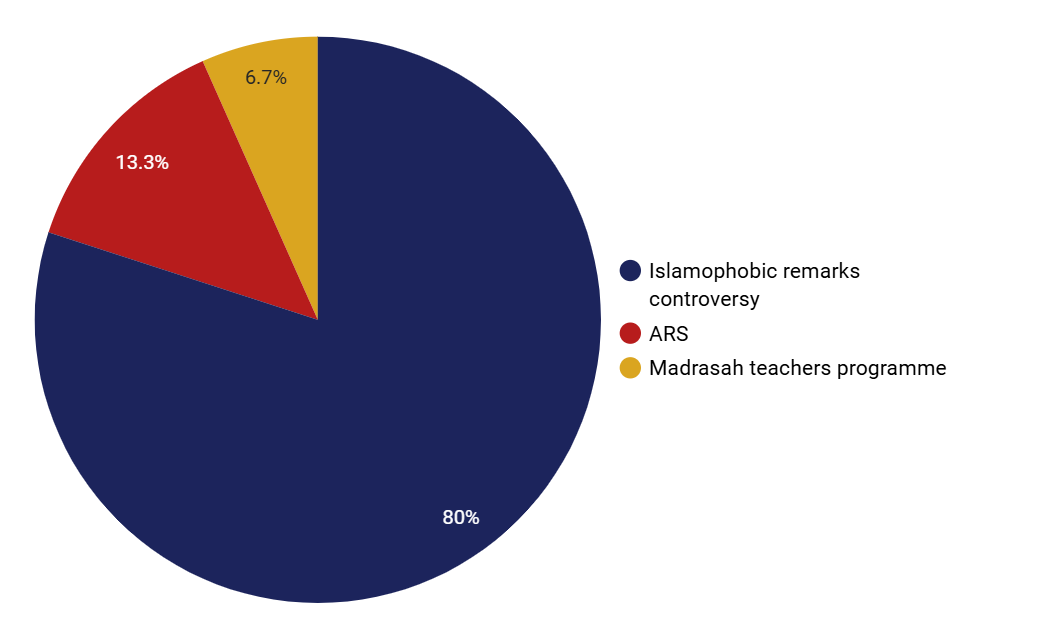 6.7%
13.3%
80%
Islamophobic remarks
controversy
ARS
Madrasah teachers programme